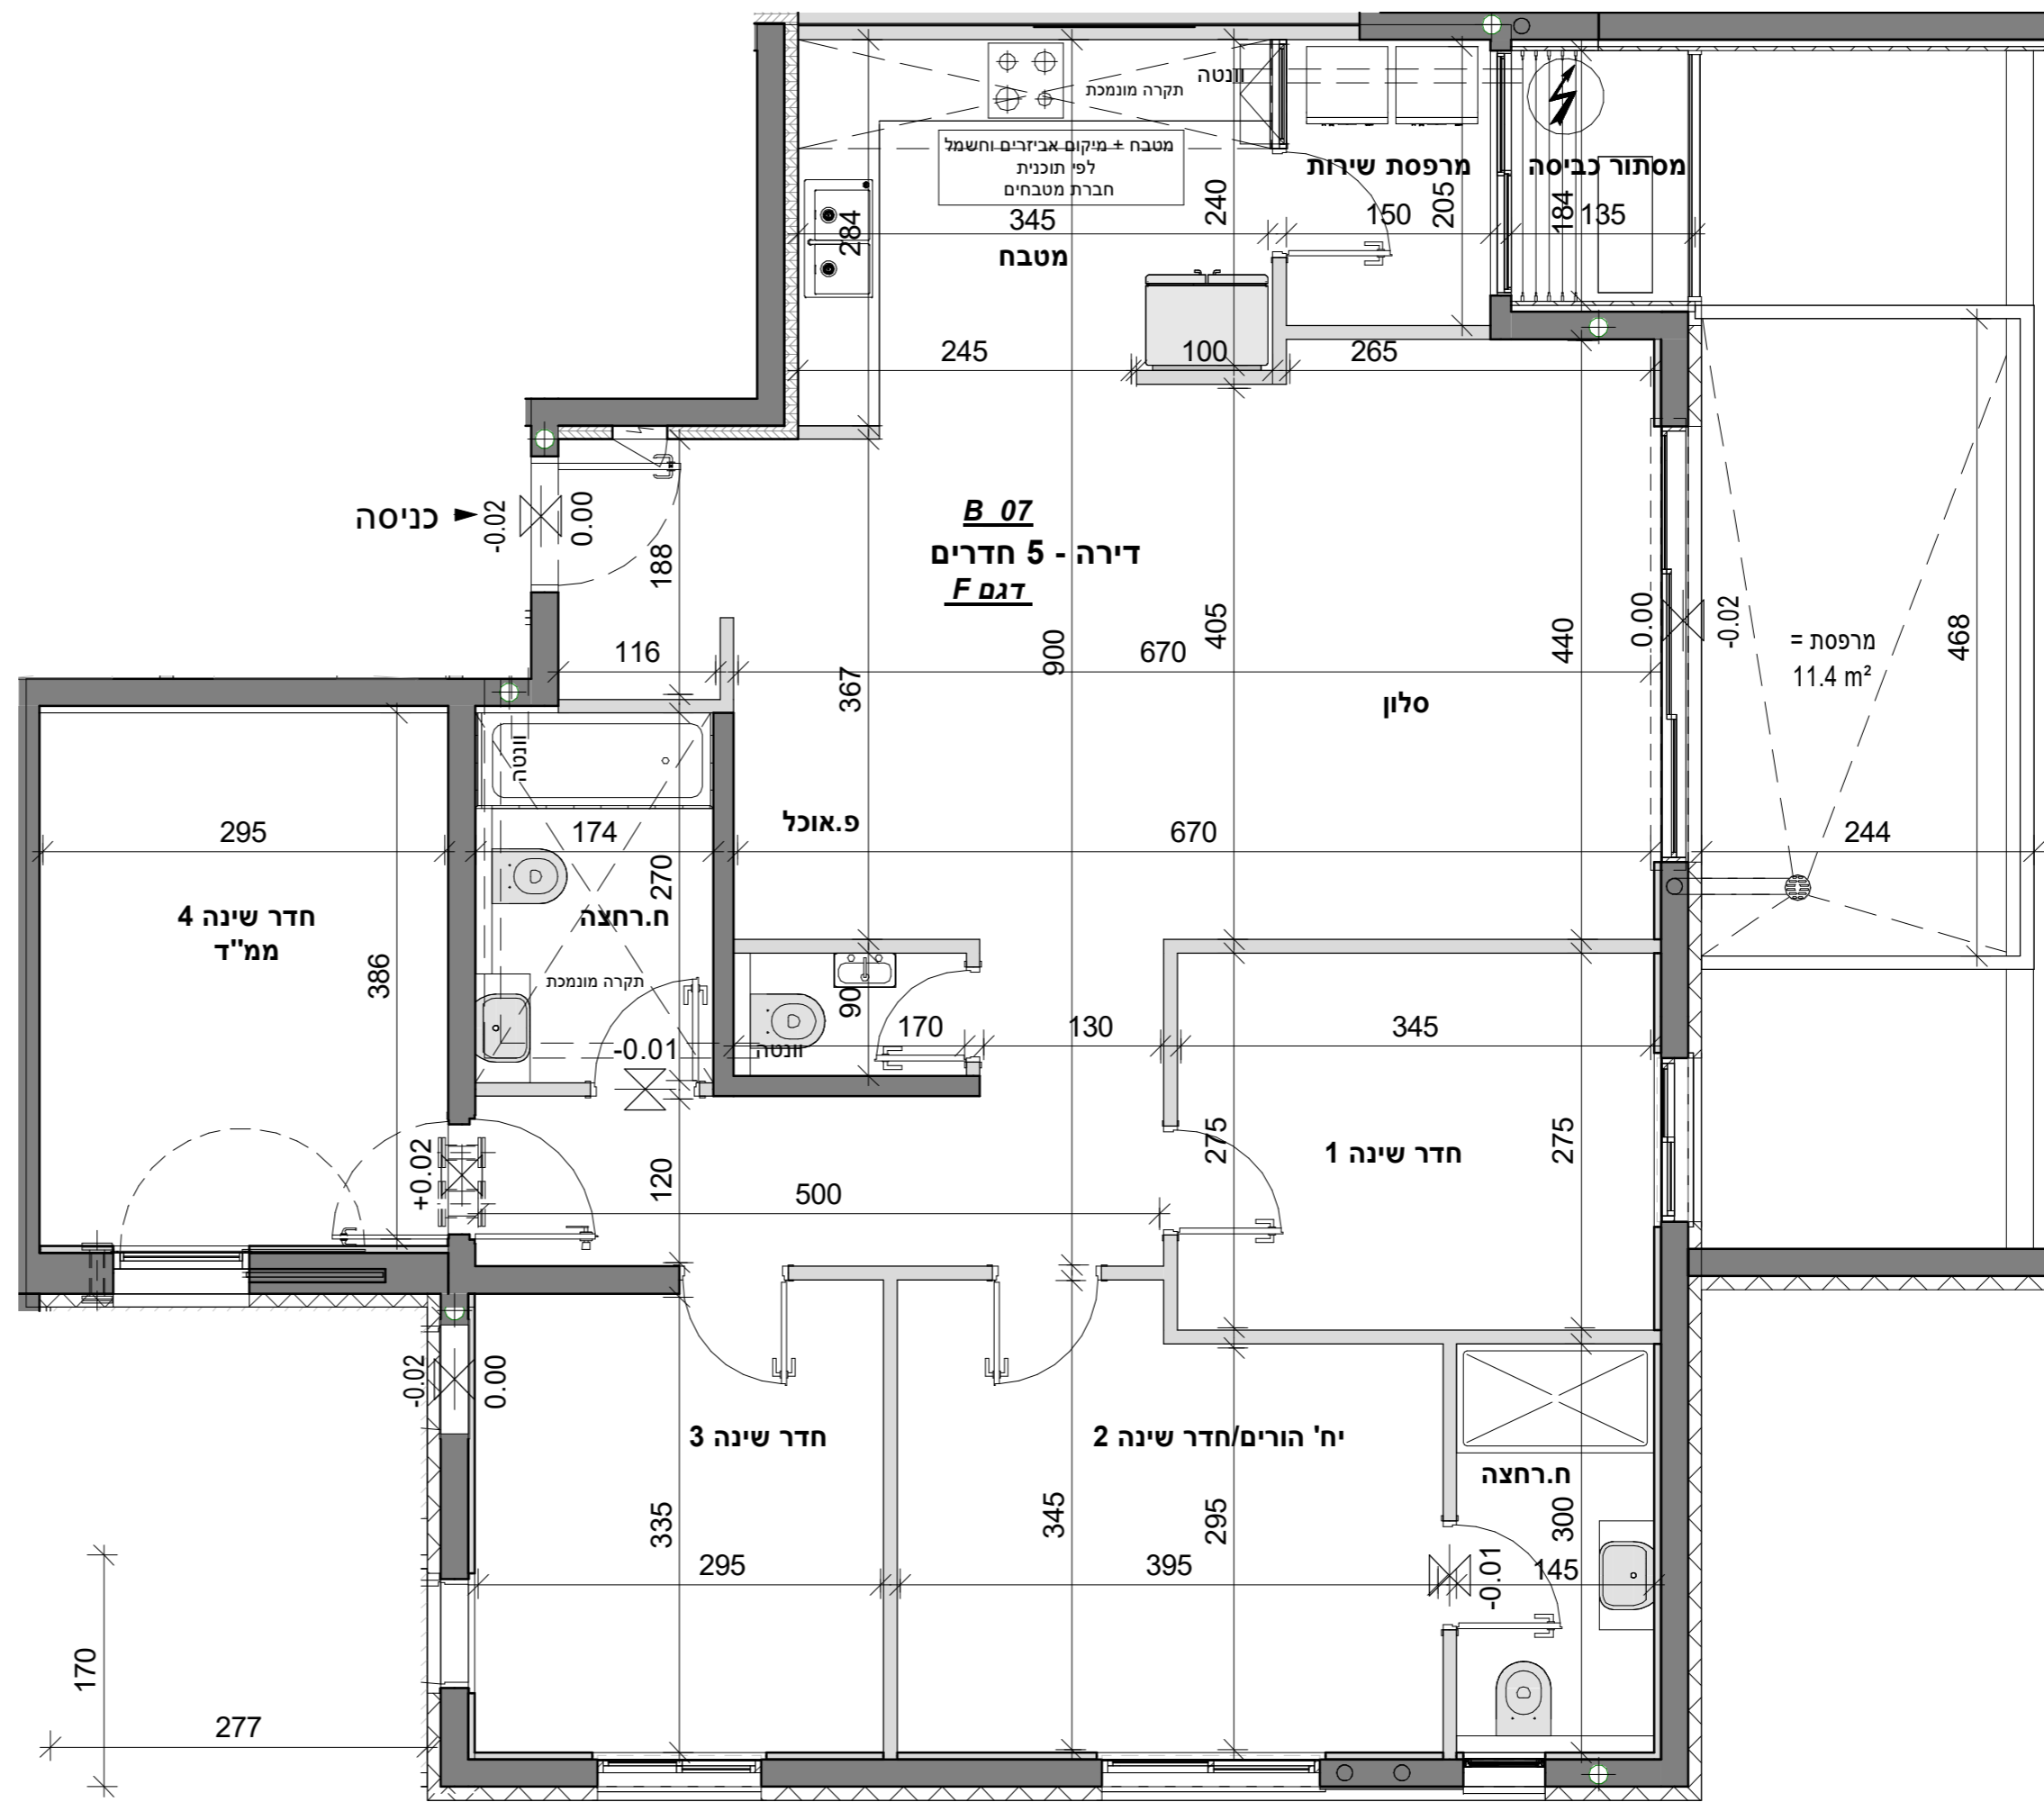 וונטה
תקרה מונמכת
מטבח + מיקום אביזרים וחשמל
לפי תוכנית
חברת מטבחים
מרפסת שירות
מסתור כביסה
205
184
240
284
345
150
135
מטבח
245
100
265
כניסה
-0.02
0.00
188
B 07
דירה - 5 חדרים
דגם F
116
670
367
900
405
440
0.00
-0.02
מרפסת =
11.4 m²
468
סלון
וונטה
פ.אוכל
295
174
670
244
270
חדר שינה 4
ממ"ד
ח.רחצה
386
תקרה מונמכת
90
170
130
345
-0.01
וונטה
+0.02
120
500
275
275
חדר שינה 1
-0.02
0.00
חדר שינה 3
יח' הורים/חדר שינה 2
ח.רחצה
335
345
295
300
295
395
-0.01
145
170
277